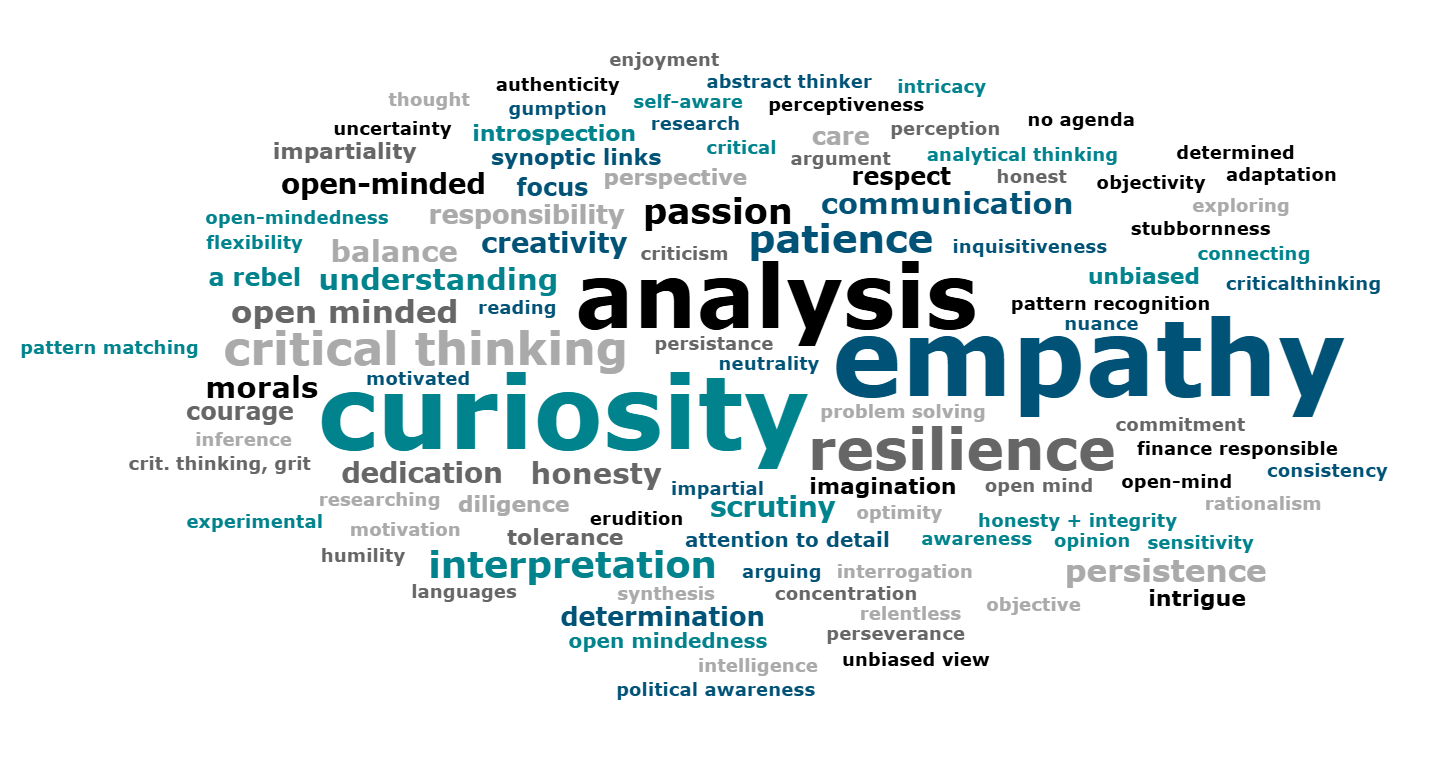 enjoyment
authenticity
abstract thinker
intricacy
thought
gumption
self-aware
perceptiveness
uncertainty
introspection
research
care
perception
no agenda
impartiality
synoptic links
critical
argument
analytical thinking
determined
open-minded
focus
perspective
respect
honest
objectivity
adaptation
open-mindedness
responsibility
passion
communication
exploring
flexibility
balance
creativity
criticism
patience
inquisitiveness
stubbornness
connecting
a rebel
understanding
analysis
unbiased
criticalthinking
open minded
reading
pattern recognition
nuance
pattern matching
critical thinking
persistance
neutrality
empathy
morals
motivated
curiosity
courage
problem solving
commitment
inference
resilience
finance responsible
crit. thinking, grit
dedication
honesty
impartial
imagination
open mind
open-mind
consistency
researching
diligence
scrutiny
optimity
rationalism
experimental
motivation
erudition
honesty + integrity
tolerance
attention to detail
awareness
opinion
sensitivity
humility
interpretation
arguing
interrogation
persistence
languages
synthesis
concentration
intrigue
determination
relentless
objective
open mindedness
perseverance
intelligence
unbiased view
political awareness